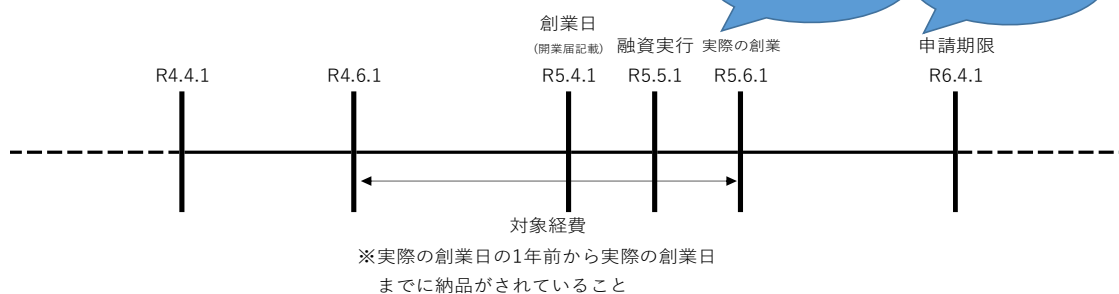 創業日
(開業届記載) 融資実行 実際の創業 申請期限
R4.4.1 R4.6.1 R5.4.1 R5.5.1 R5.6.1 R6.4.1
対象経費
※実際の創業日の1年前から実際の創業日
までに納品がされていること